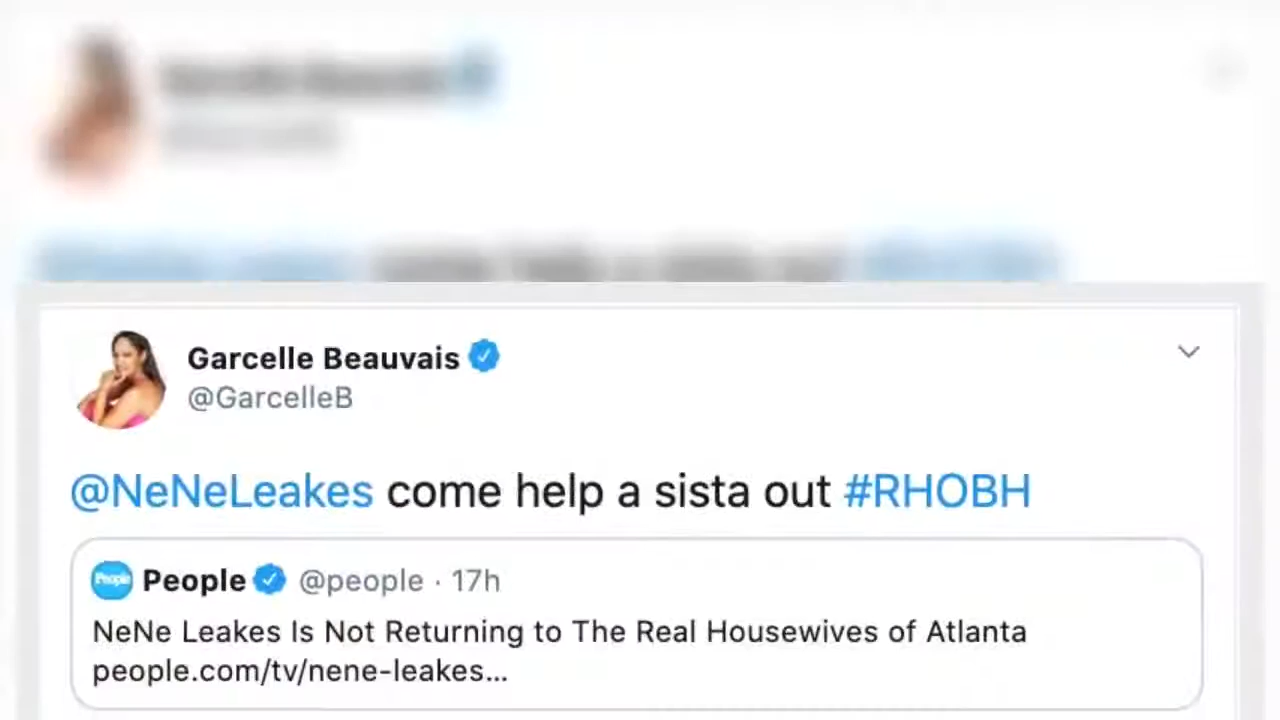 Garcelle Beauvais
@GarcelleB
@NeNeLeakes come help a sista out #RHOBH
People
People @people · 17h
NeNe Leakes Is Not Returning to The Real Housewives of Atlanta
people.com/tv/nene-leakes...